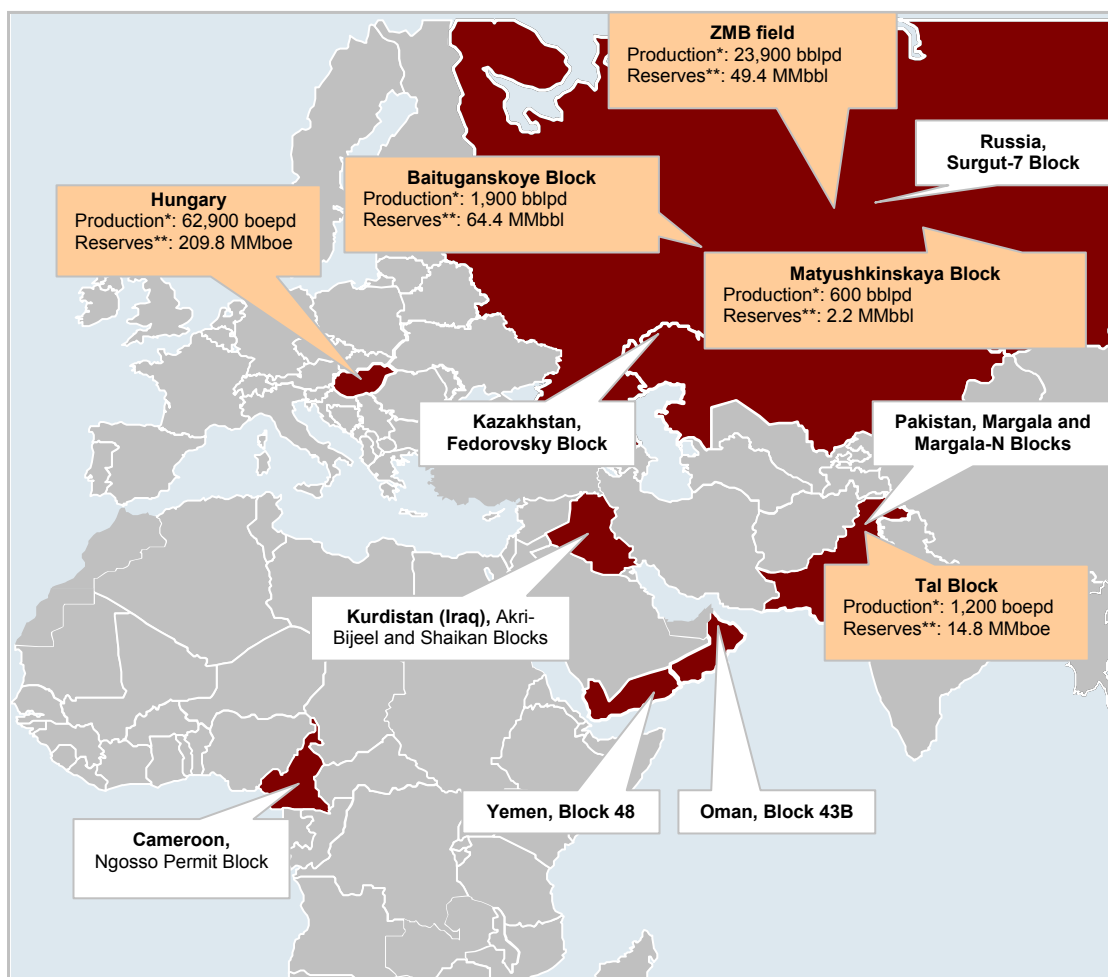 ZMB field
Production*: 23,900 bblpd
Reserves**: 49.4 MMbbl
Russia,
Surgut-7 Block
Baituganskoye Block
Production*: 1,900 bblpd
Reserves**: 64.4 MMbbl
Hungary
Production*: 62,900 boepd
Reserves**: 209.8 MMboe
Matyushkinskaya Block
Production*: 600 bblpd
Reserves**: 2.2 MMbbl
Kazakhstan,
Fedorovsky Block
Pakistan, Margala and
Margala-N Blocks
Tal Block
Production*: 1,200 boepd
Reserves**: 14.8 MMboe
Kurdistan (Iraq), Akri-
Bijeel and Shaikan Blocks
Yemen, Block 48
Oman, Block 43B
Cameroon,
Ngosso Permit Block